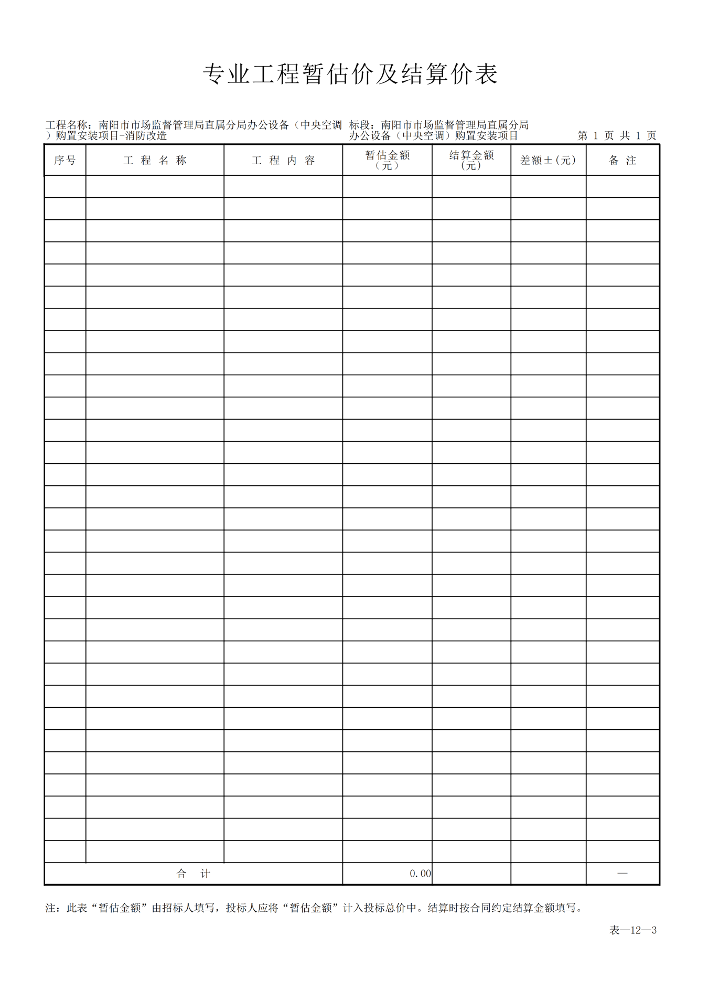 专业工程暂估价及结算价表
工程名称：南阳市市场监督管理局直属分局办公设备（中央空调
）购置安装项目-消防改造
标段：南阳市市场监督管理局直属分局
办公设备（中央空调）购置安装项目
第 1 页 共 1 页
序号 工 程 名 称 工 程 内 容 暂估金额（元） 结算金额(元) 差额±(元) 备 注
合 计 0.00 —
注：此表“暂估金额”由招标人填写，投标人应将“暂估金额”计入投标总价中。结算时按合同约定结算金额填写。
表—12—3